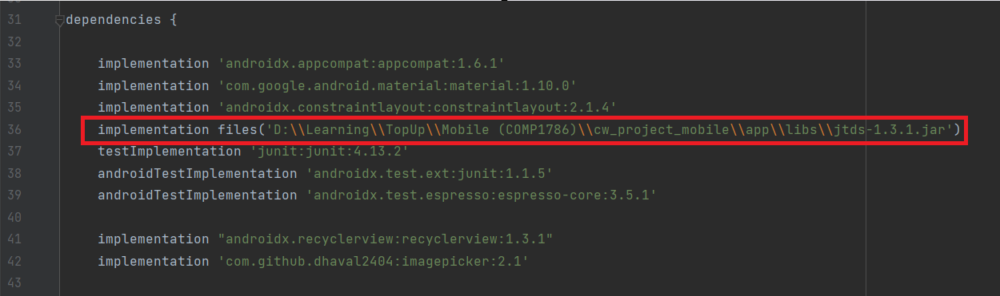 31 dependencies {
32
33 implementation 'androidx.appcompat:appcompat:1.6.1'
34 implementation 'com.google.android.material:material:1.10.0'
35 implementation 'androidx.constraintlayout:constraintlayout:2.1.4'
36 implementation files('D:\\Learning\\TopUp\\Mobile (COMP1786)\\cw_project_mobile\\app\\libs\\jtds-1.3.1.jar')
37 testImplementation 'junit:junit:4.13.2'
38 androidTestImplementation 'androidx.test.ext:junit:1.1.5'
39 androidTestImplementation 'androidx.test.espresso:espresso-core:3.5.1'
40
41 implementation "androidx.recyclerview:recyclerview:1.3.1"
42 implementation 'com.github.dhaval2404:imagepicker:2.1'
43